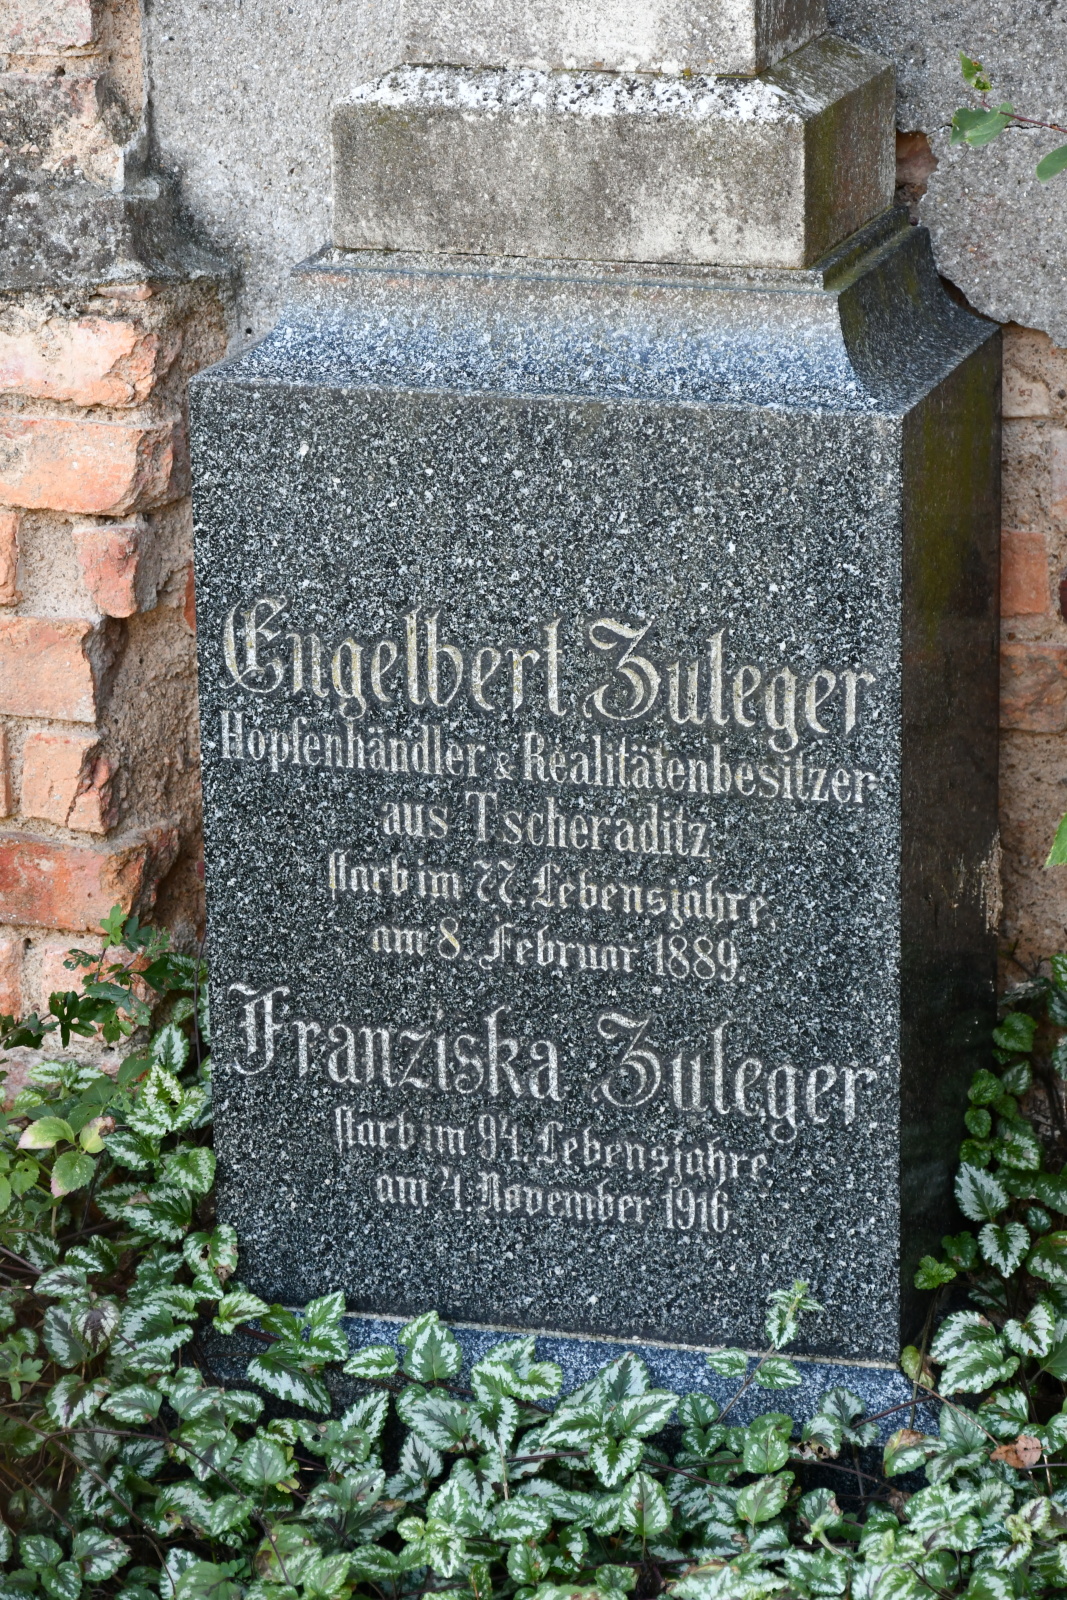 Engelbert Zuleger
Hopfenhändler & Realitätenbesitzer
aus Tscheraditz
starb im 77. Lebensjahre,
am 8. Februar 1889.
Franziska Zuleger
starb im 94. Lebensjahre,
am 4. November 1916.